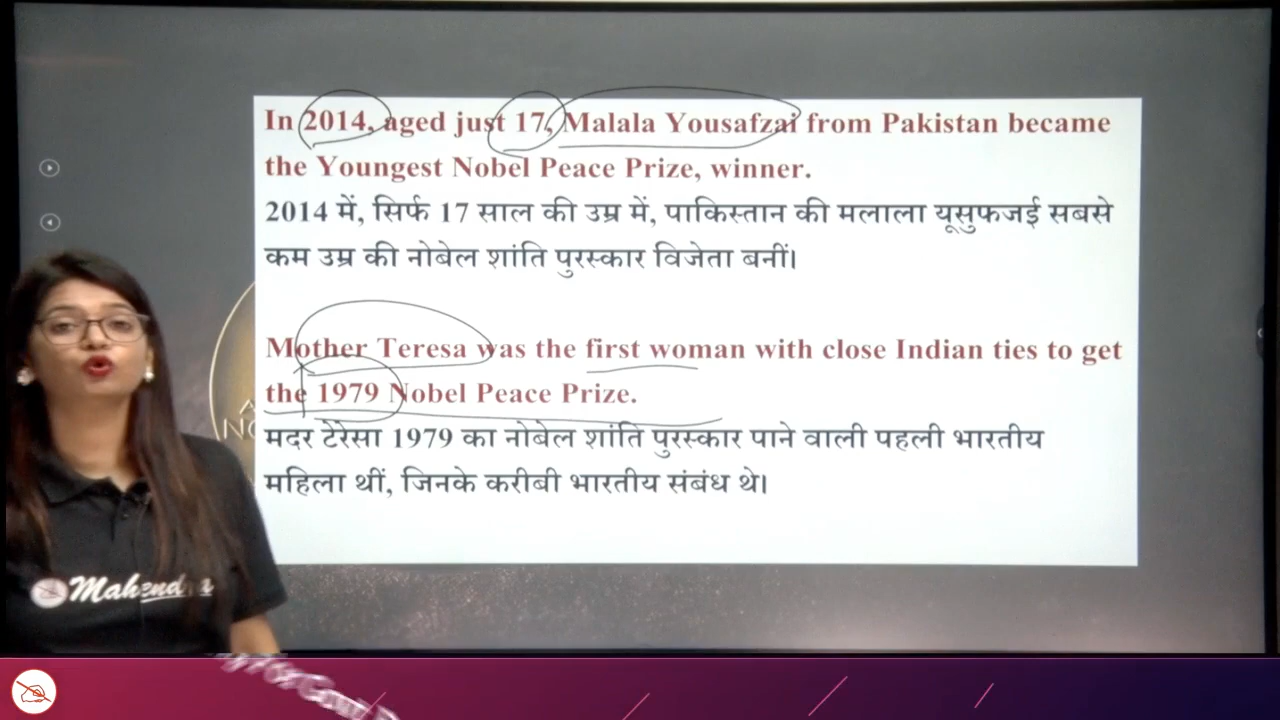 In 2014, aged just 17, Malala Yousafzai from Pakistan became
the Youngest Nobel Peace Prize, winner.
2014 में, सिर्फ 17 साल की उम्र में, पाकिस्तान की मलाला यूसुफजई सबसे
कम उम्र की नोबेल शांति पुरस्कार विजेता बनीं।
Mother Teresa was the first woman with close Indian ties to get
the 1979 Nobel Peace Prize.
मदर टेरेसा 1979 का नोबेल शांति पुरस्कार पाने वाली पहली भारतीय
महिला थीं, जिनके करीबी भारतीय संबंध थे।
Mahendra